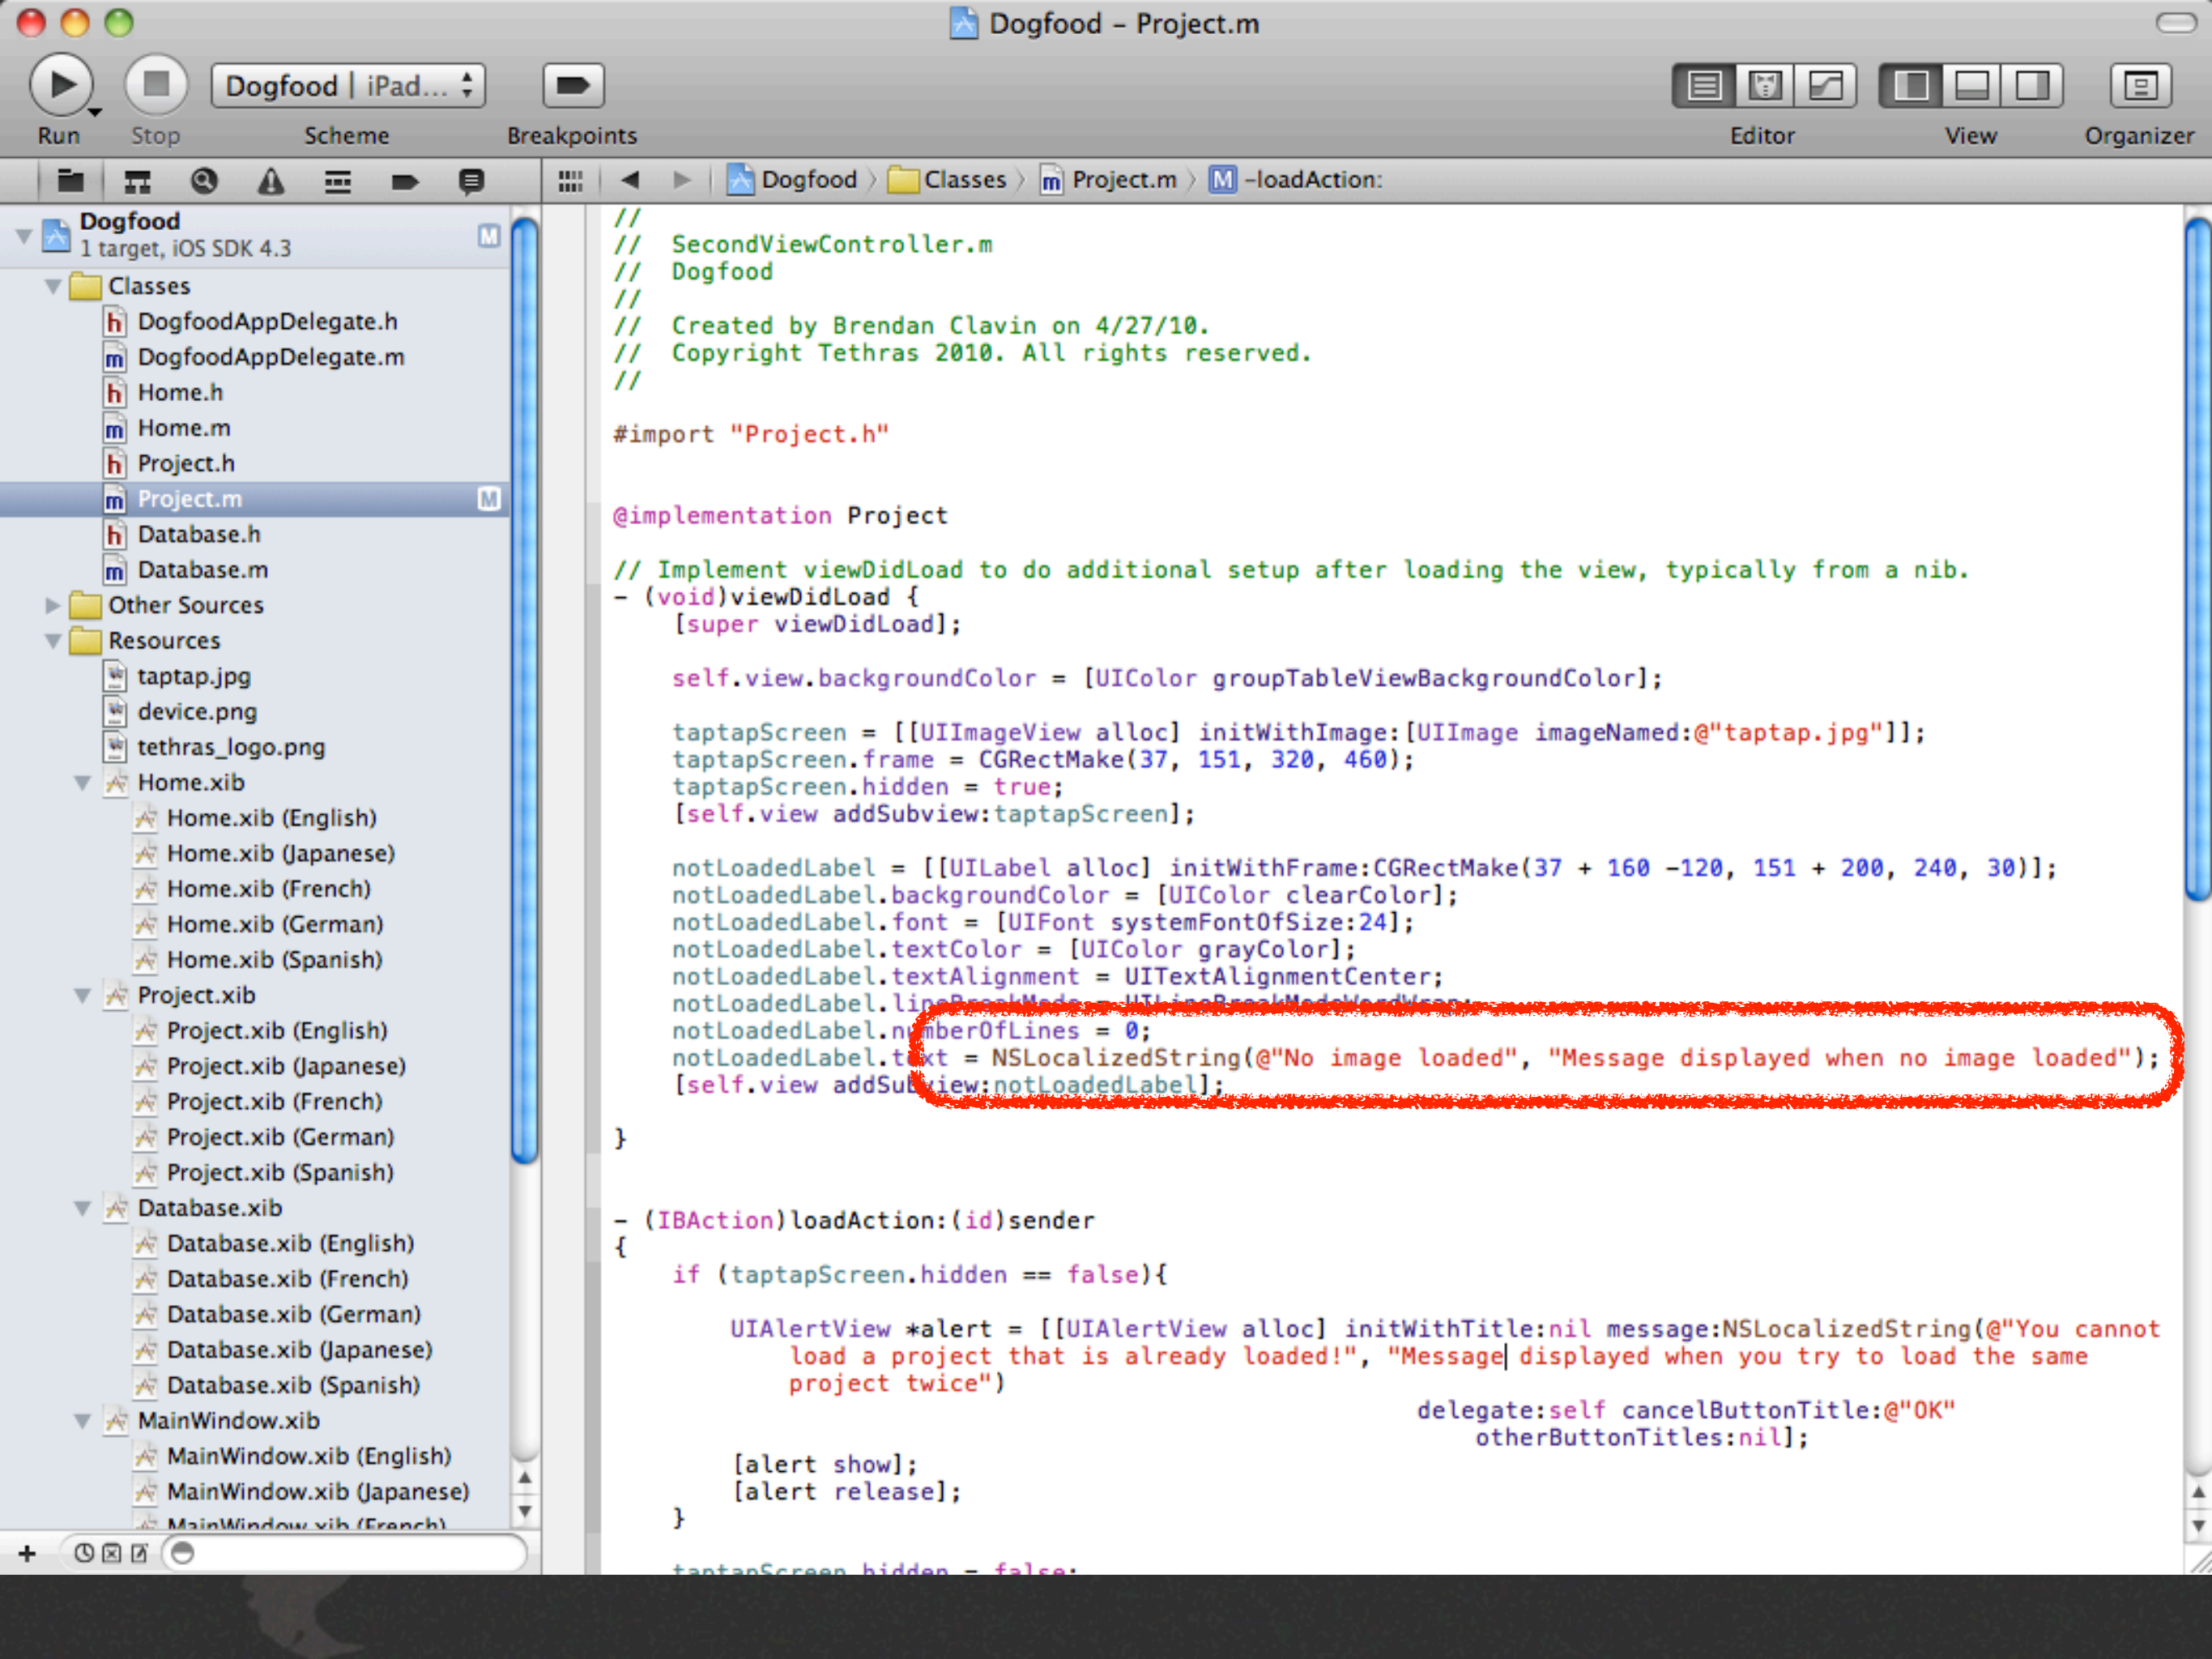 Dogfood – Project.m
Dogfood | iPad...
Run
Stop
Scheme
Breakpoints
Editor
View
Organizer
Dogfood
Classes
Project.m
M -loadAction:
Dogfood
1 target, iOS SDK 4.3
M
Classes
h DogfoodAppDelegate.h
m DogfoodAppDelegate.m
h Home.h
m Home.m
h Project.h
m Project.m M
h Database.h
m Database.m
Other Sources
Resources
taptap.jpg
device.png
tethras_logo.png
Home.xib
Home.xib (English)
Home.xib (Japanese)
Home.xib (French)
Home.xib (German)
Home.xib (Spanish)
Project.xib
Project.xib (English)
Project.xib (Japanese)
Project.xib (French)
Project.xib (German)
Project.xib (Spanish)
Database.xib
Database.xib (English)
Database.xib (French)
Database.xib (German)
Database.xib (Japanese)
Database.xib (Spanish)
MainWindow.xib
MainWindow.xib (English)
MainWindow.xib (Japanese)
MainWindow.xib (French)
//
//  SecondViewController.m
//  Dogfood
//
//  Created by Brendan Clavin on 4/27/10.
//  Copyright Tethras 2010. All rights reserved.
//
#import "Project.h"
@implementation Project
// Implement viewDidLoad to do additional setup after loading the view, typically from a nib.
- (void)viewDidLoad {
[super viewDidLoad];
self.view.backgroundColor = [UIColor groupTableViewBackgroundColor];
taptapScreen = [[UIImageView alloc] initWithImage:[UIImage imageNamed:@"taptap.jpg"]];
taptapScreen.frame = CGRectMake(37, 151, 320, 460);
taptapScreen.hidden = true;
[self.view addSubview:taptapScreen];
notLoadedLabel = [[UILabel alloc] initWithFrame:CGRectMake(37 + 160 -120, 151 + 200, 240, 30)];
notLoadedLabel.backgroundColor = [UIColor clearColor];
notLoadedLabel.font = [UIFont systemFontOfSize:24];
notLoadedLabel.textColor = [UIColor grayColor];
notLoadedLabel.textAlignment = UITextAlignmentCenter;
notLoadedLabel.lineBreakMode = UILineBreakModeWordWrap;
notLoadedLabel.numberOfLines = 0;
notLoadedLabel.text = NSLocalizedString(@"No image loaded", "Message displayed when no image loaded");
[self.view addSubview:notLoadedLabel];
}
- (IBAction)loadAction:(id)sender
{
if (taptapScreen.hidden == false){
UIAlertView *alert = [[UIAlertView alloc] initWithTitle:nil message:NSLocalizedString(@"You cannot
load a project that is already loaded!", "Message displayed when you try to load the same
project twice")
delegate:self cancelButtonTitle:@"OK"
otherButtonTitles:nil];
[alert show];
[alert release];
}
taptapScreen.hidden = false;